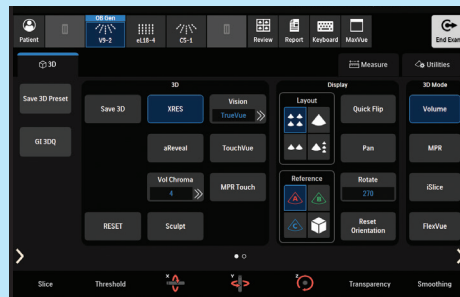 OB Gen
Patient
V9-2
eL18-4
C5-1
Review
Report
Keyboard
MaxVue
End Exam
3D
Measure
Utilities
3D
Display
3D Mode
Save 3D Preset
Save 3D
XRES
Vision
TrueVue
Layout
Quick Flip
Volume
GI 3DQ
aReveal
TouchVue
Pan
MPR
Vol Chroma
4
MPR Touch
Reference
A
B
C
Rotate
270
iSlice
RESET
Sculpt
Reset
Orientation
FlexVue
Slice
Threshold
X
Y
Z
Transparency
Smoothing